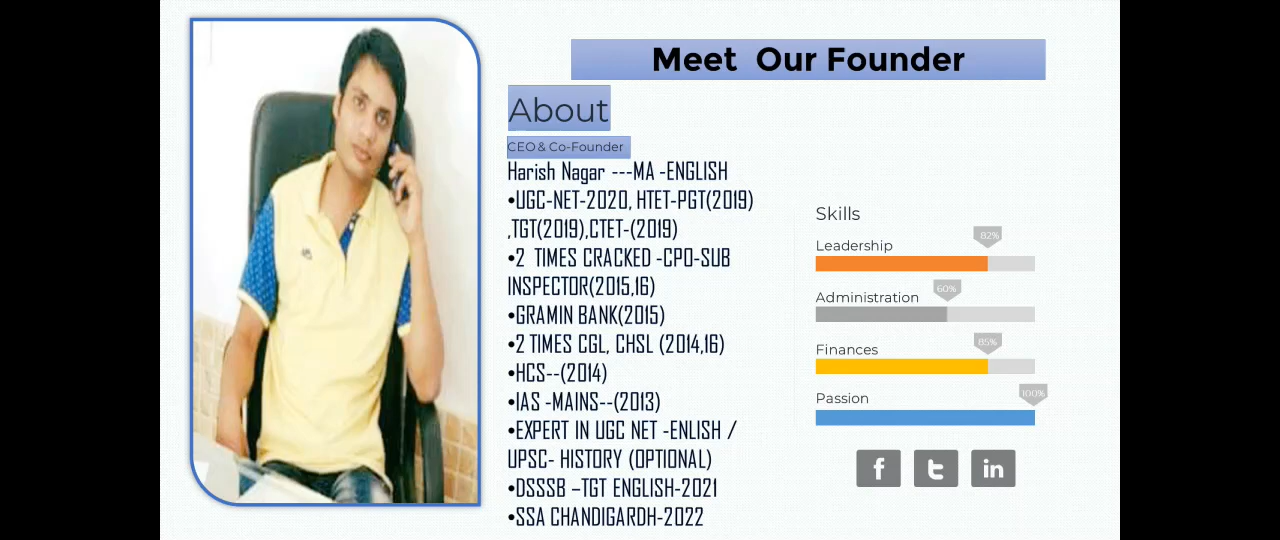 Meet Our Founder
About
CEO & Co-Founder
Harish Nagar ---MA -ENGLISH
•UGC-NET-2020, HTET-PGT(2019)
,TGT(2019),CTET-(2019)
•2 TIMES CRACKED -CPO-SUB
INSPECTOR(2015,16)
•GRAMIN BANK(2015)
•2 TIMES CGL, CHSL (2014,16)
•HCS--(2014)
•IAS -MAINS--(2013)
•EXPERT IN UGC NET -ENLISH /
UPSC- HISTORY (OPTIONAL)
•DSSSB –TGT ENGLISH-2021
•SSA CHANDIGARDH-2022
Skills
82%
Leadership
60%
Administration
85%
Finances
100%
Passion
f t in